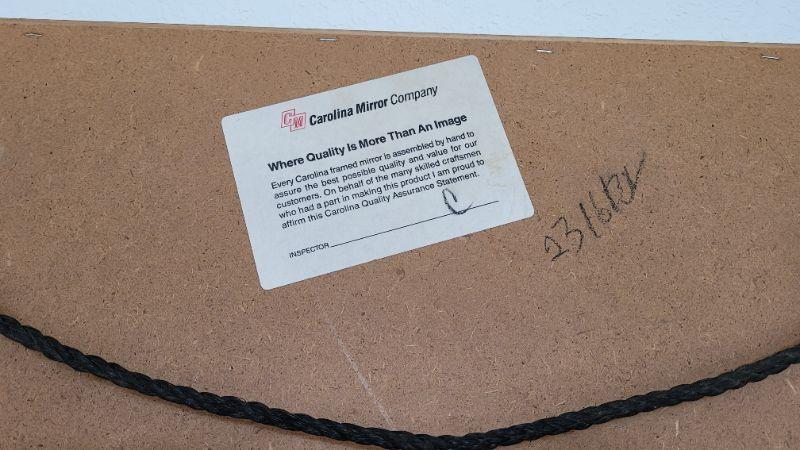 CM Carolina Mirror Company
Where Quality Is More Than An Image
Every Carolina framed mirror is assembled by hand to
assure the best possible quality and value for our
customers. On behalf of the many skilled craftsmen
who had a part in making this product I am proud to
affirm this Carolina Quality Assurance Statement.
INSPECTOR C